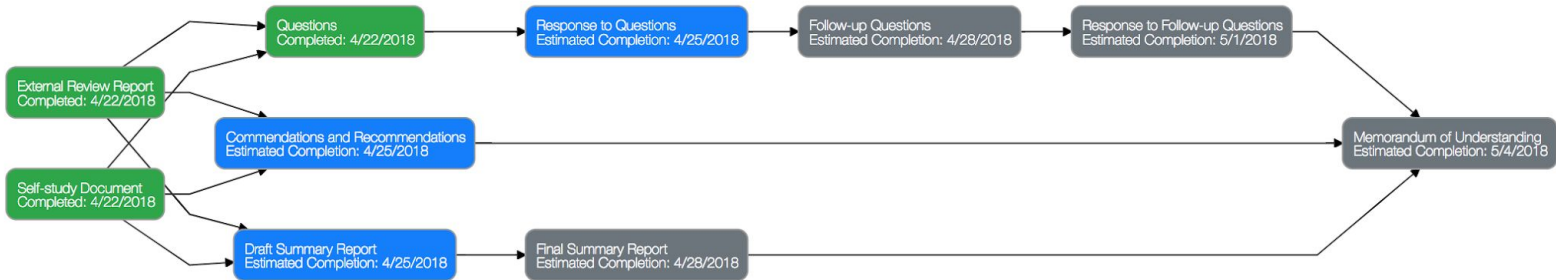 Questions
Completed: 4/22/2018
Response to Questions
Estimated Completion: 4/25/2018
Follow-up Questions
Estimated Completion: 4/28/2018
Response to Follow-up Questions
Estimated Completion: 5/1/2018
External Review Report
Completed: 4/22/2018
Commendations and Recommendations
Estimated Completion: 4/25/2018
Memorandum of Understanding
Estimated Completion: 5/4/2018
Self-study Document
Completed: 4/22/2018
Draft Summary Report
Estimated Completion: 4/25/2018
Final Summary Report
Estimated Completion: 4/28/2018